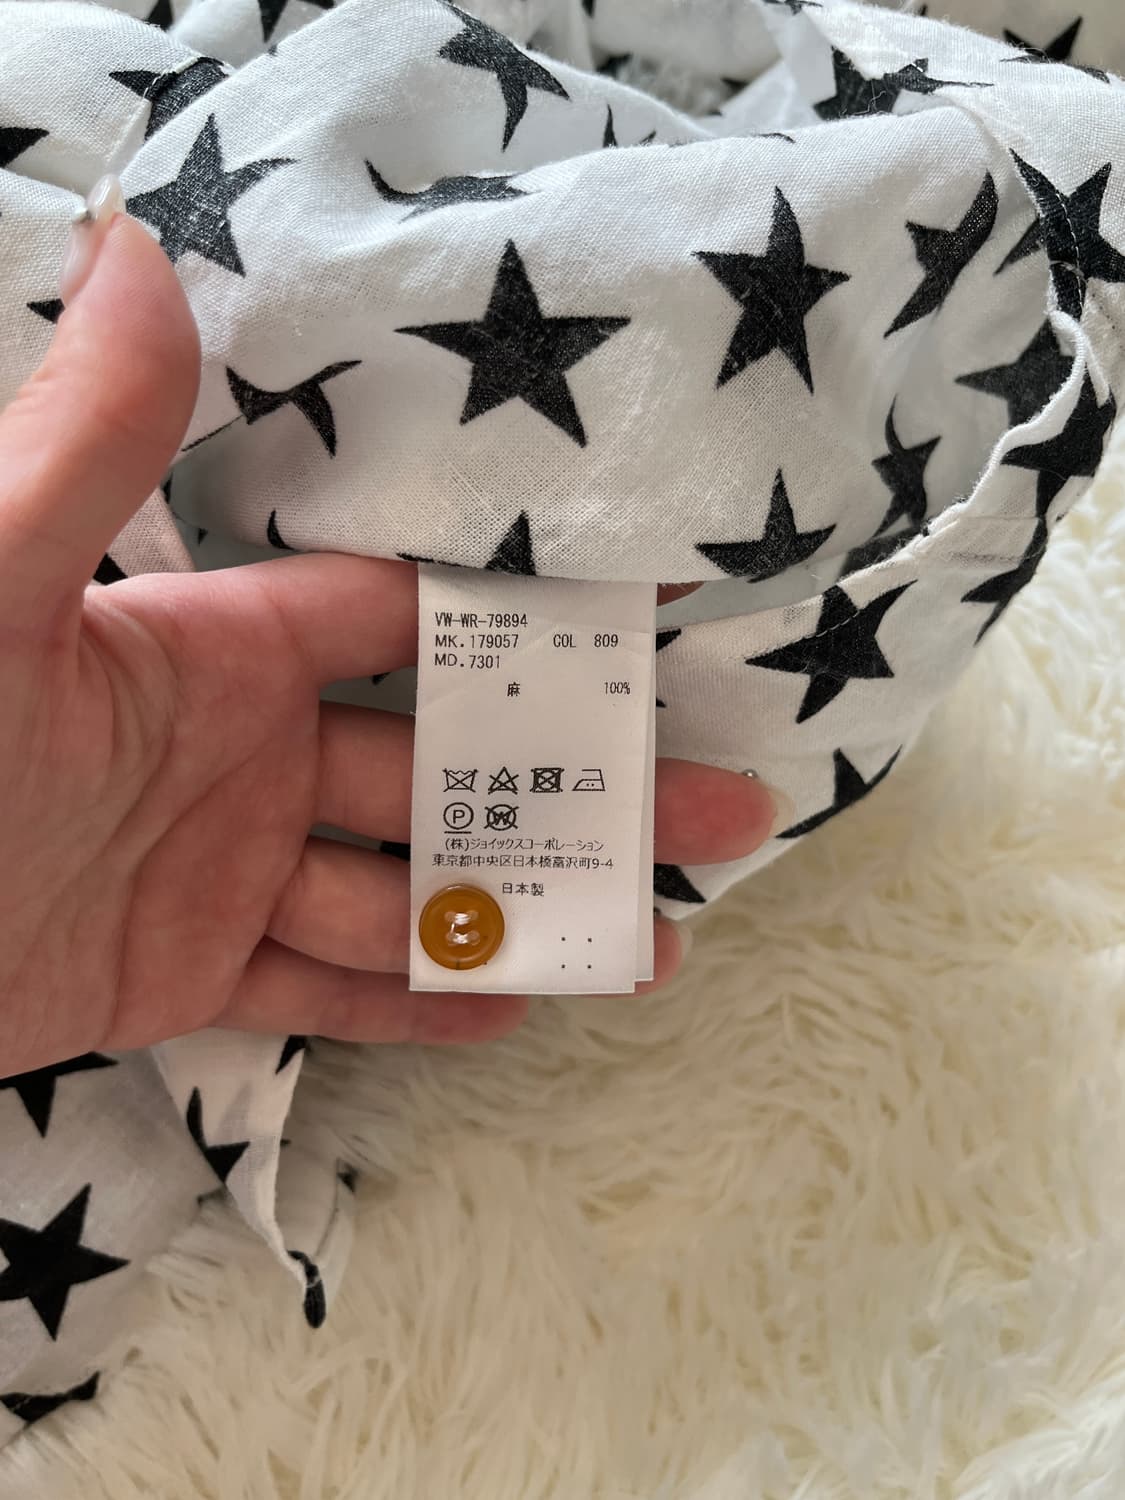 VW-WR-79894
MK.179057 COL 809
MD.7301
麻 100%
P
W
(株)ジョイックスコーポレーション
東京都中央区日本橋富沢町9-4
日本製